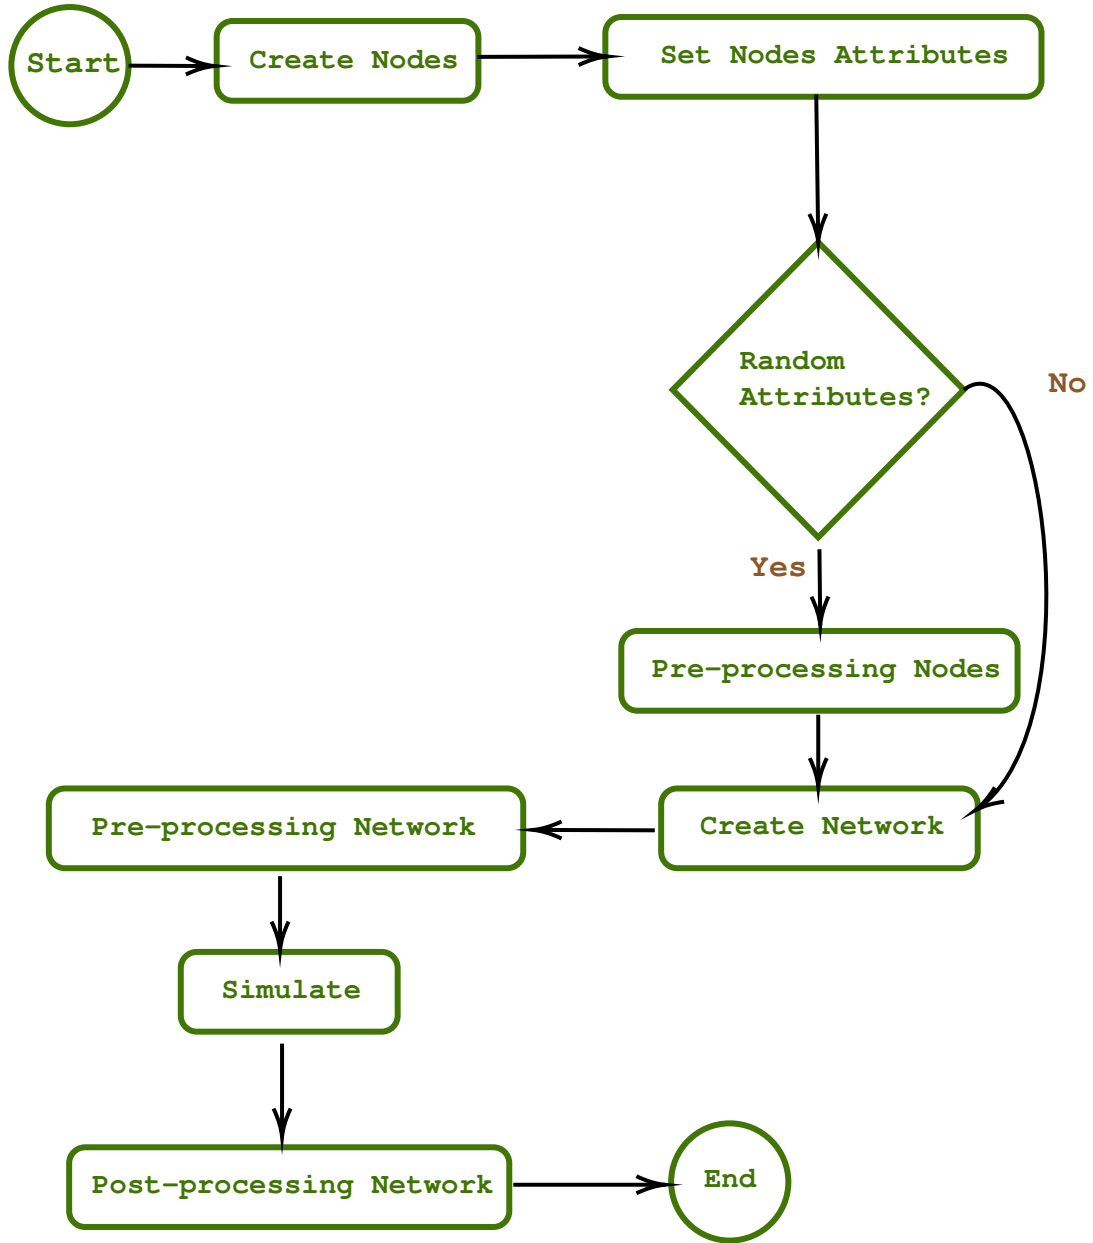 Start
Create Nodes
Set Nodes Attributes
Random
Attributes?
No
Yes
Pre-processing Nodes
Create Network
Pre-processing Network
Simulate
Post-processing Network
End